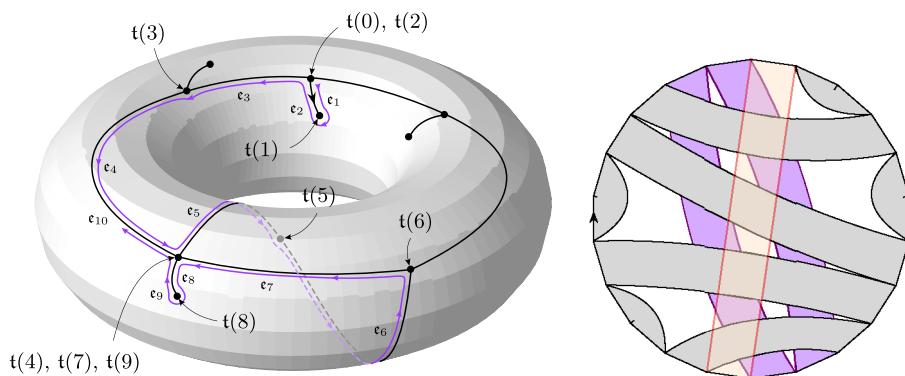 𝔱(0), 𝔱(2)
𝔱(3)
𝔢₃
𝔢₂
𝔢₁
𝔱(1)
𝔢₄
𝔢₅
𝔱(5)
𝔱(6)
𝔢₁₀
𝔢₈
𝔢₇
𝔢₉
𝔱(8)
𝔢₆
𝔱(4), 𝔱(7), 𝔱(9)